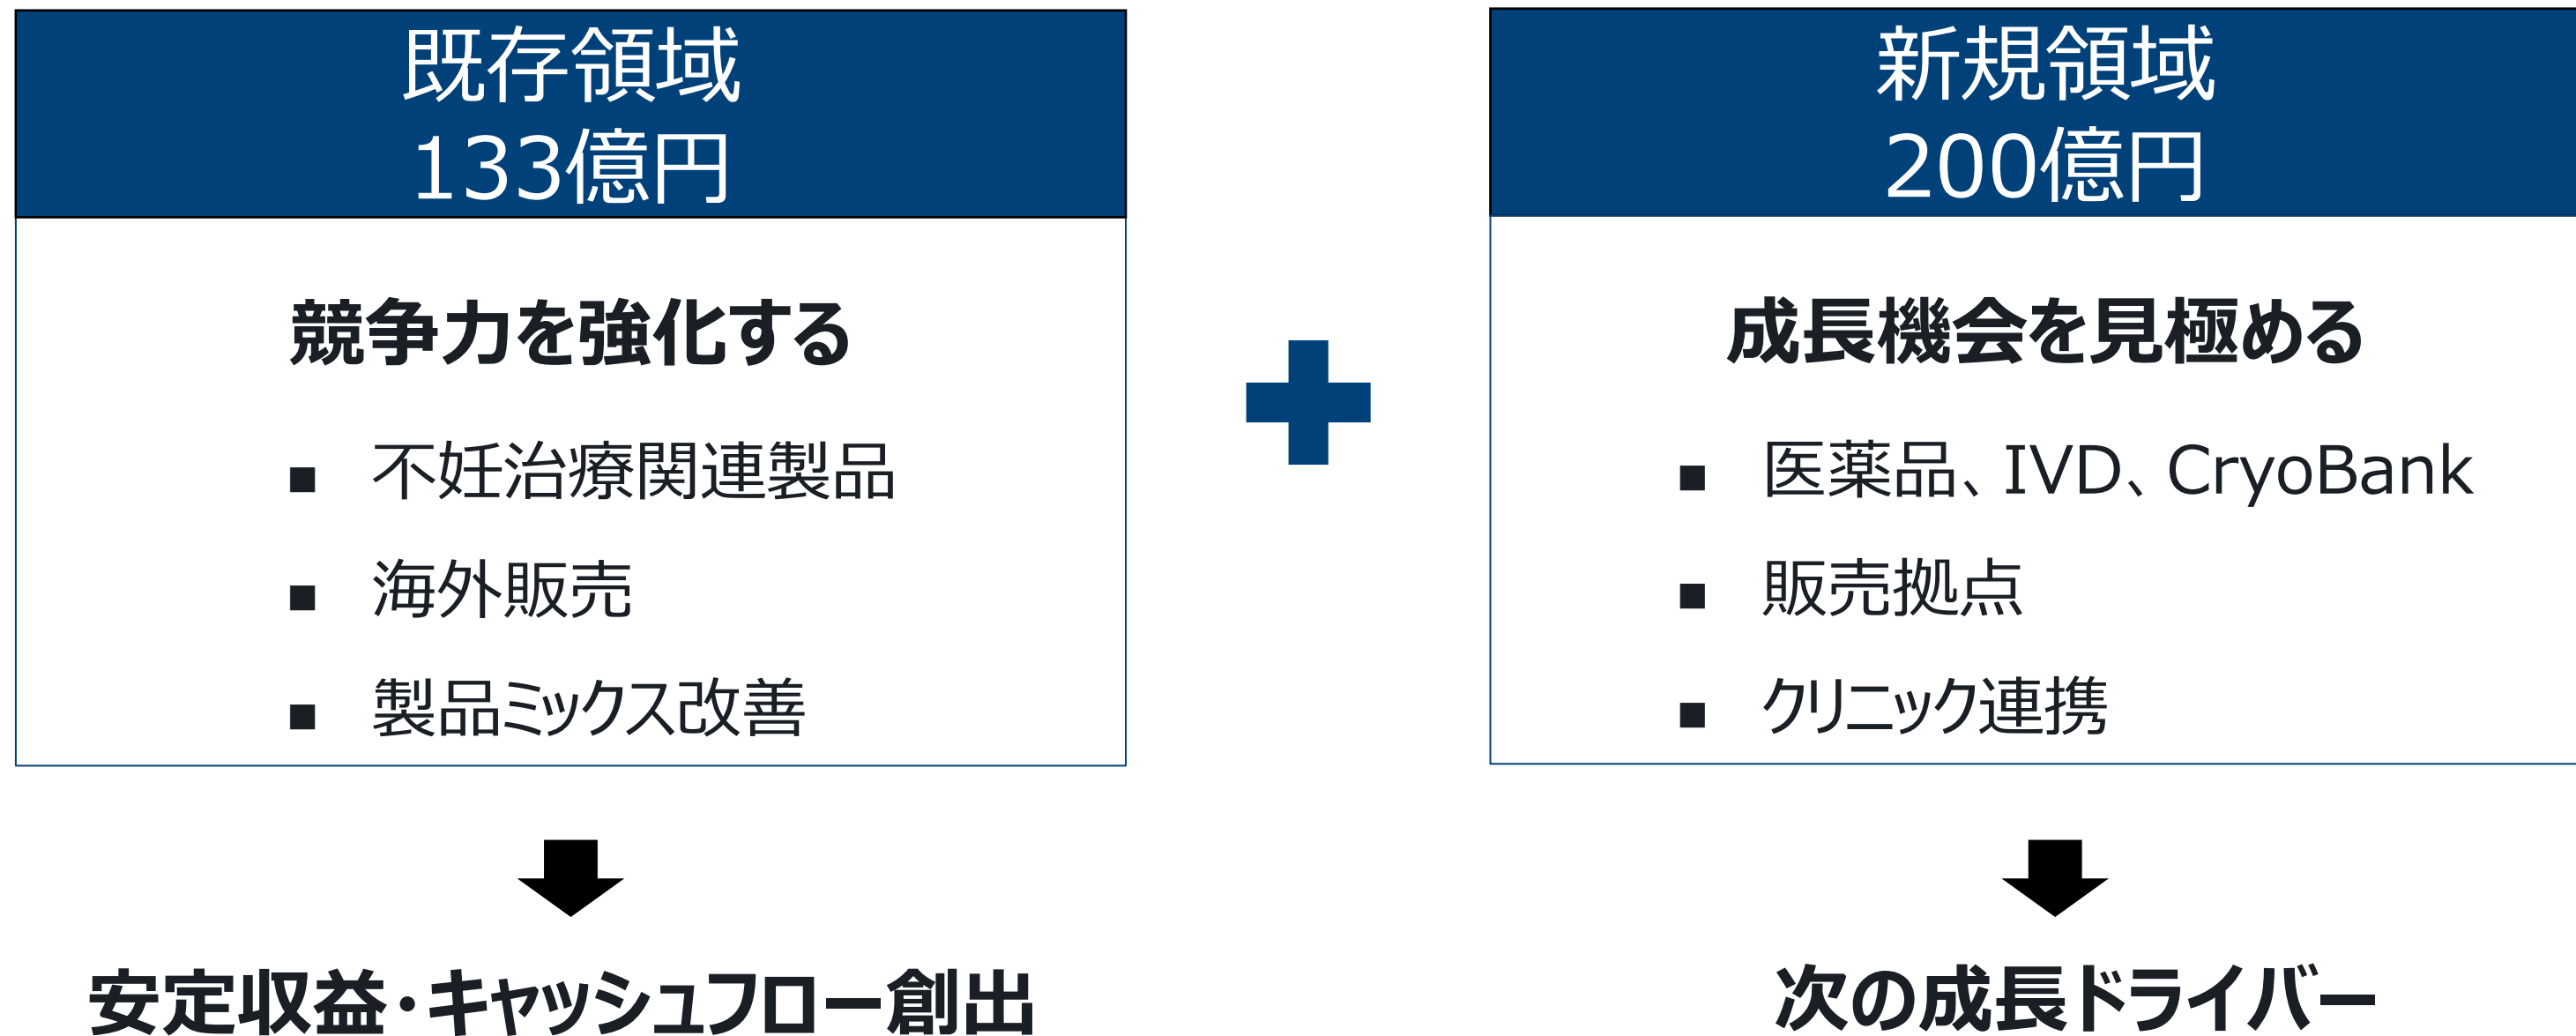 既存領域
133億円
競争力を強化する
■ 不妊治療関連製品
■ 海外販売
■ 製品ミックス改善
安定収益・キャッシュフロー創出
新規領域
200億円
成長機会を見極める
■ 医薬品、IVD、CryoBank
■ 販売拠点
■ クリニック連携
次の成長ドライバー